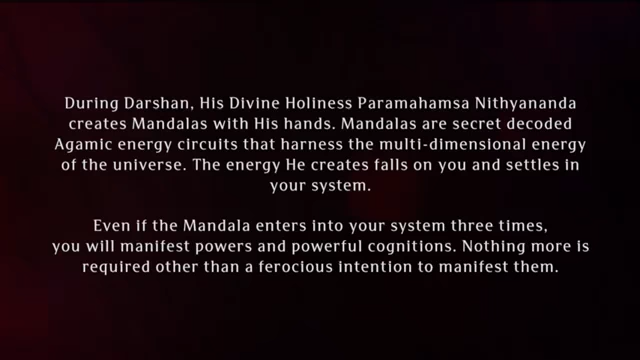 During Darshan, His Divine Holiness Paramahamsa Nithyananda
creates Mandalas with His hands. Mandalas are secret decoded
Agamic energy circuits that harness the multi-dimensional energy
of the universe. The energy He creates falls on you and settles in
your system.
Even if the Mandala enters into your system three times,
you will manifest powers and powerful cognitions. Nothing more is
required other than a ferocious intention to manifest them.